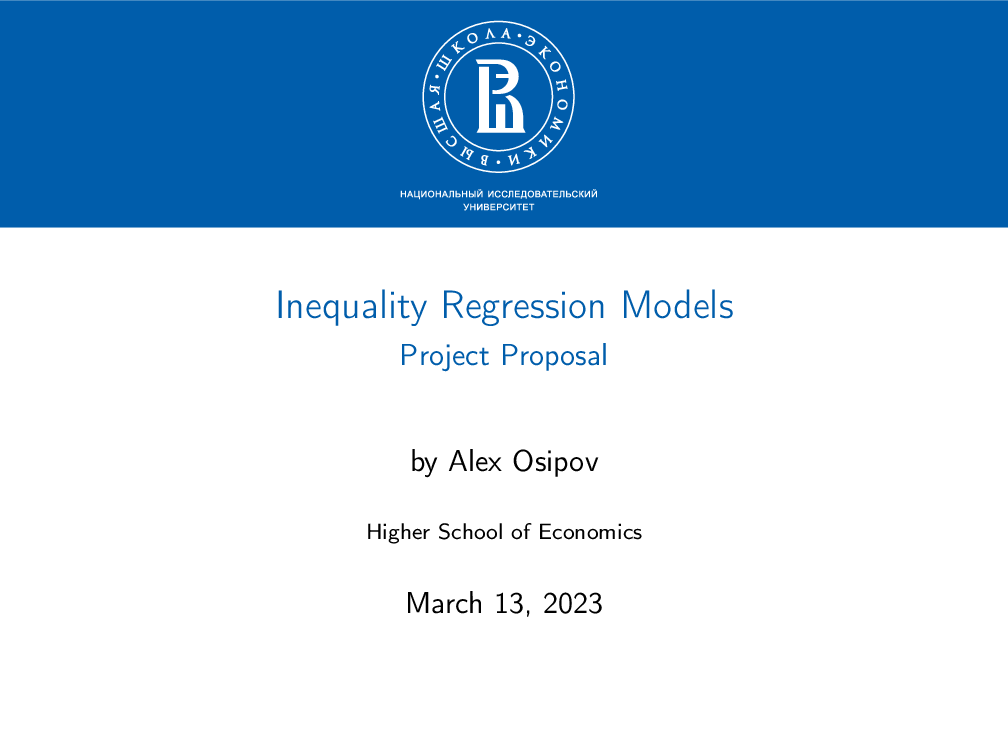 ВЫСШАЯ • ШКОЛА • ЭКОНОМИКИ •
НАЦИОНАЛЬНЫЙ ИССЛЕДОВАТЕЛЬСКИЙ
УНИВЕРСИТЕТ
Inequality Regression Models
Project Proposal
by Alex Osipov
Higher School of Economics
March 13, 2023